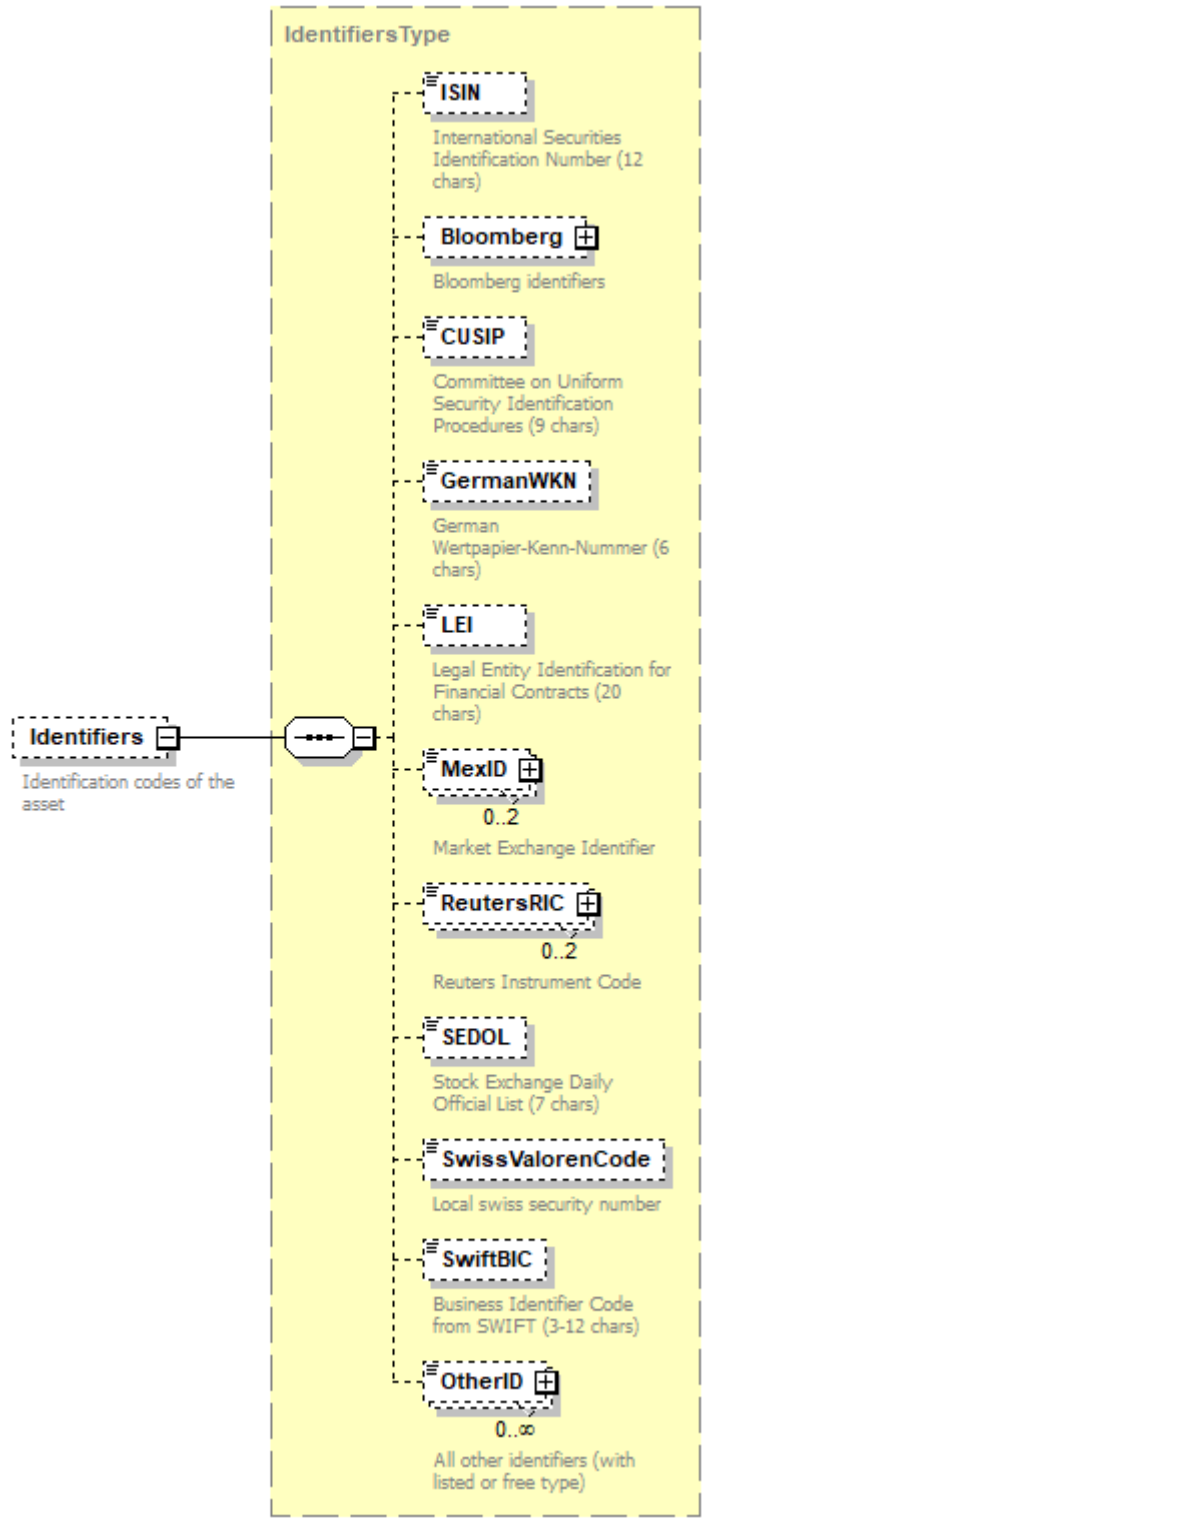 IdentifiersType
ISIN
International Securities
Identification Number (12
chars)
Bloomberg
Bloomberg identifiers
CUSIP
Committee on Uniform
Security Identification
Procedures (9 chars)
GermanWKN
German
Wertpapier-Kenn-Nummer (6
chars)
LEI
Legal Entity Identification for
Financial Contracts (20
chars)
Identifiers
Identification codes of the
asset
MexID
0..2
Market Exchange Identifier
ReutersRIC
0..2
Reuters Instrument Code
SEDOL
Stock Exchange Daily
Official List (7 chars)
SwissValorenCode
Local swiss security number
SwiftBIC
Business Identifier Code
from SWIFT (3-12 chars)
OtherID
0..∞
All other identifiers (with
listed or free type)